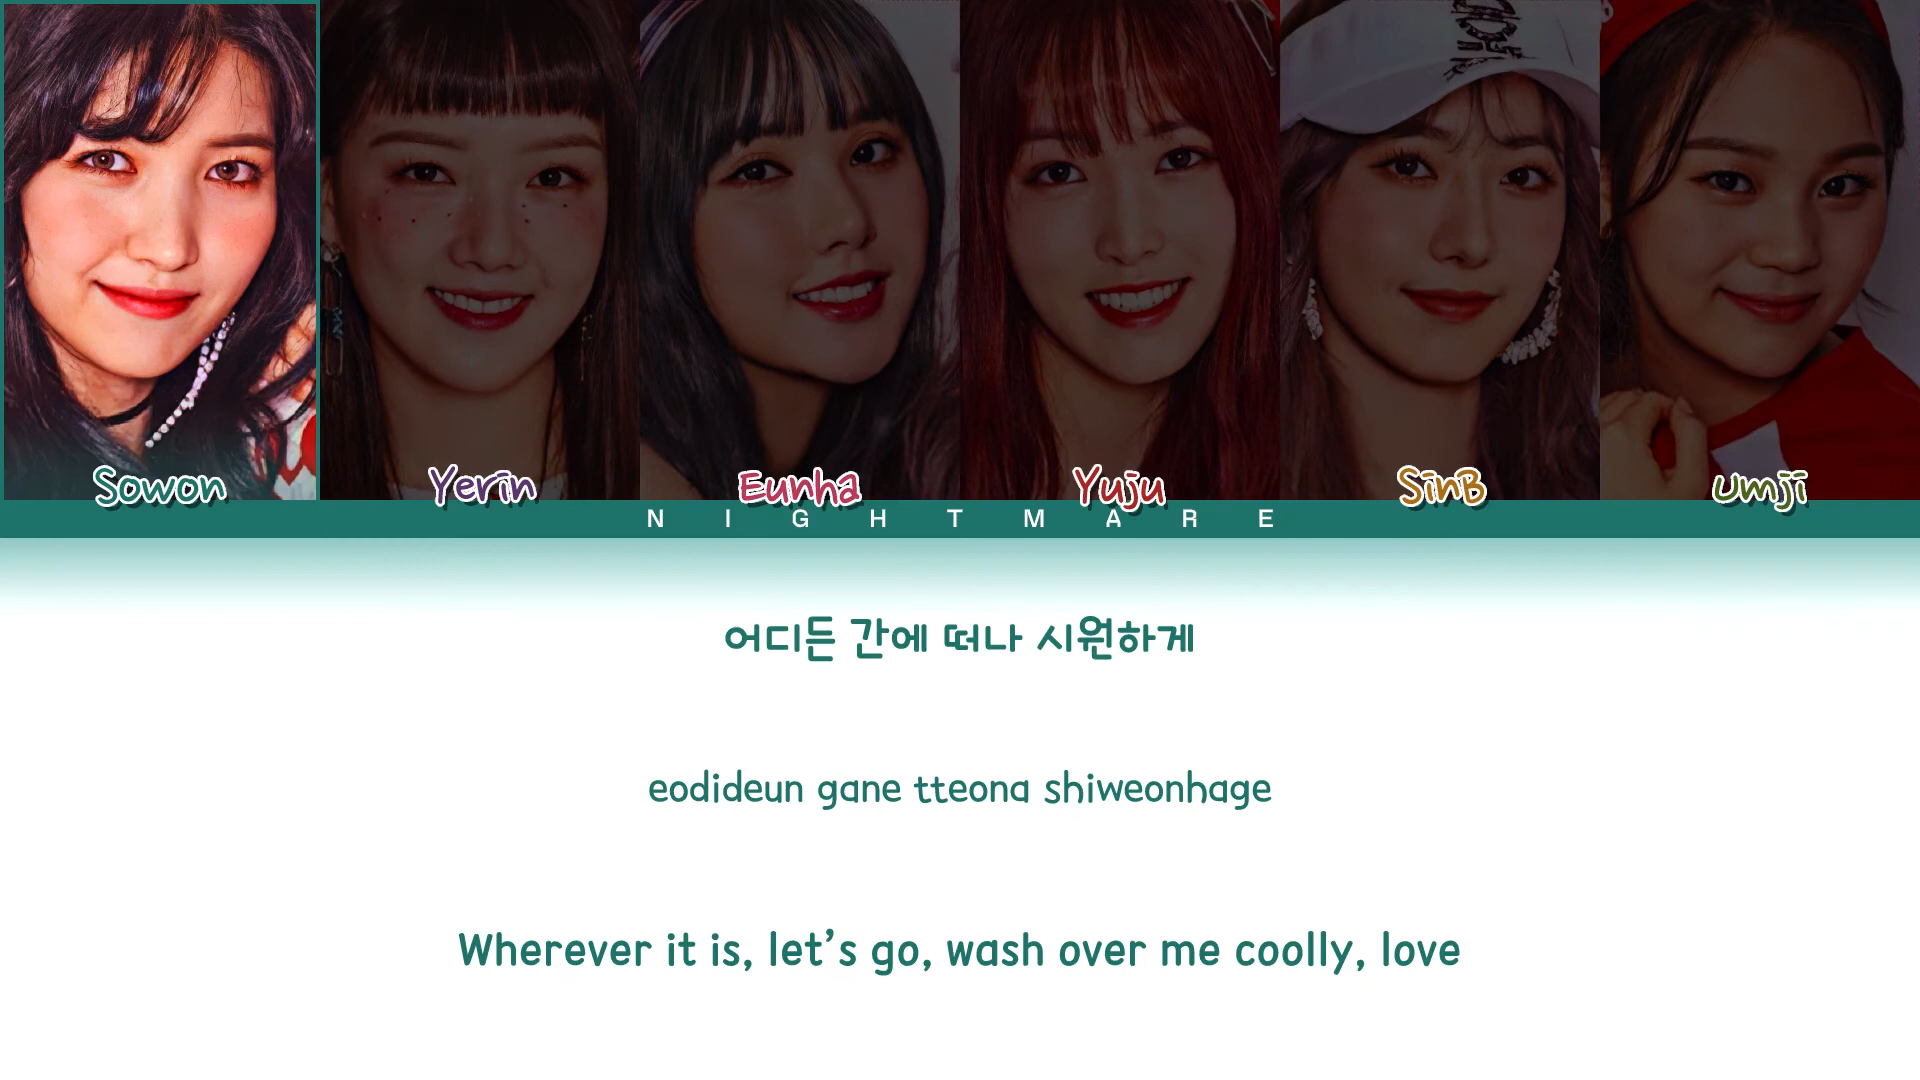 Sowon Yerin Eunha Yuju SinB Umji
NIGHTMARE
어디든 간에 떠나 시원하게
eodideun gane tteona shiweonhage
Wherever it is, let's go, wash over me coolly, love